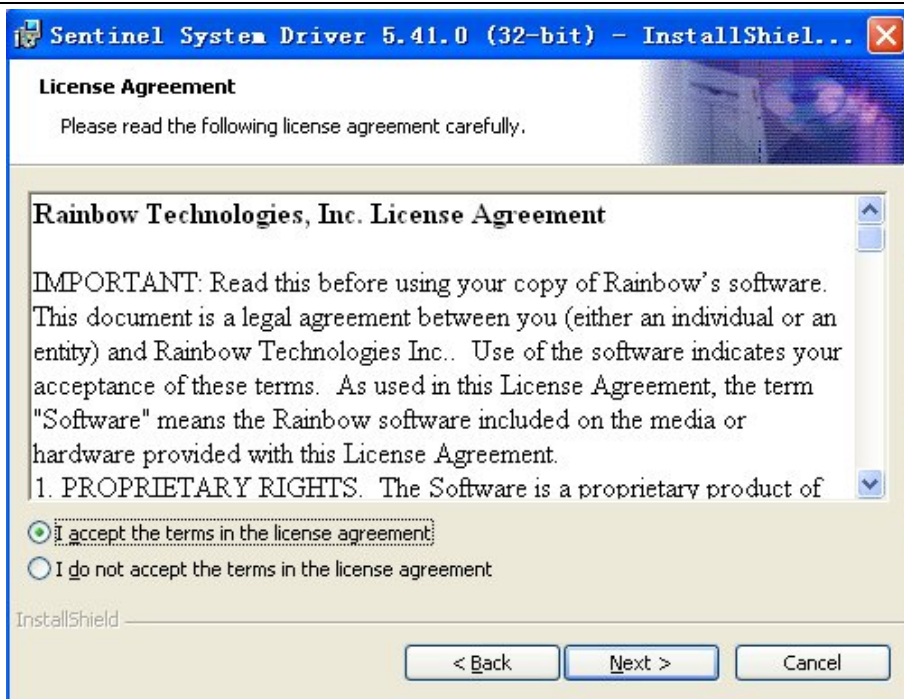 Sentinel System Driver 5.41.0 (32-bit) - InstallShiel...
License Agreement
Please read the following license agreement carefully.
Rainbow Technologies, Inc. License Agreement
IMPORTANT: Read this before using your copy of Rainbow's software.
This document is a legal agreement between you (either an individual or an
entity) and Rainbow Technologies Inc..  Use of the software indicates your
acceptance of these terms.  As used in this License Agreement, the term
"Software" means the Rainbow software included on the media or
hardware provided with this License Agreement.
1. PROPRIETARY RIGHTS.  The Software is a proprietary product of
I accept the terms in the license agreement
I do not accept the terms in the license agreement
InstallShield
< Back Next > Cancel